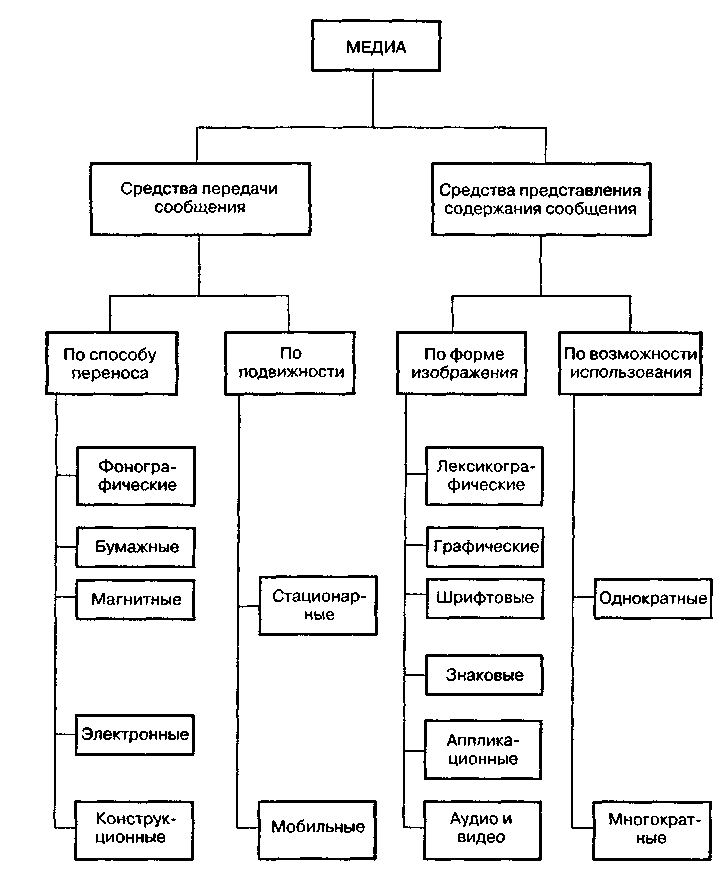 МЕДИА
Средства передачи
сообщения
Средства представления
содержания сообщения
По способу
переноса
По
подвижности
По форме
изображения
По возможности
использования
Фоногра-
фические
Бумажные
Магнитные
Электронные
Конструк-
ционные
Стационар-
ные
Мобильные
Лексикогра-
фические
Графические
Шрифтовые
Знаковые
Апплика-
ционные
Аудио и
видео
Однократные
Многократ-
ные